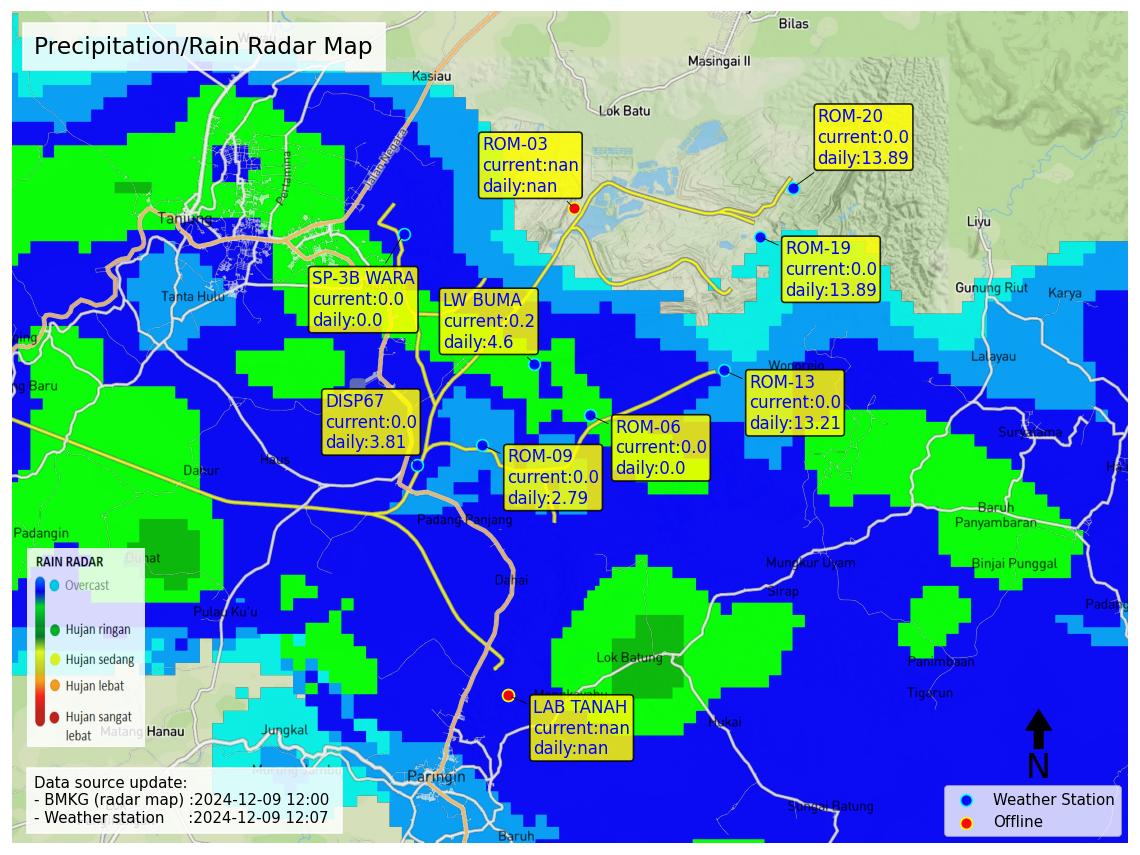 Precipitation/Rain Radar Map
Bilas
Masingai II
Kasiau
Lok Batu
ROM-20
current:0.0
daily:13.89
ROM-03
current:nan
daily:nan
Jalan Negara
Pertamina
Tanjung
Liyu
ROM-19
current:0.0
daily:13.89
SP-3B WARA
current:0.0
daily:0.0
LW BUMA
current:0.2
daily:4.6
Tanta Hulu
Gunung Riut
Karya
Lalayau
ROM-13
current:0.0
daily:13.21
DISP67
current:0.0
daily:3.81
ROM-06
current:0.0
daily:0.0
ROM-09
current:0.0
daily:2.79
Baru
Dahur
Haus
Padang Panjang
Baruh
Panyambaran
Padangin
Binjai Punggal
Mungkur Uyam
Sirap
Dahai
Pulau Ku'u
Padang
Lok Batung
Panimbaan
Tigarun
RAIN RADAR
Overcast
Hujan ringan
Hujan sedang
Hujan lebat
Hujan sangat
lebat
LAB TANAH
current:nan
daily:nan
Hukai
Matang Hanau
Jungkal
Murung Jambu
Paringin
Sungai Batung
Baruh
N
Data source update:
- BMKG (radar map) :2024-12-09 12:00
- Weather station :2024-12-09 12:07
Weather Station
Offline